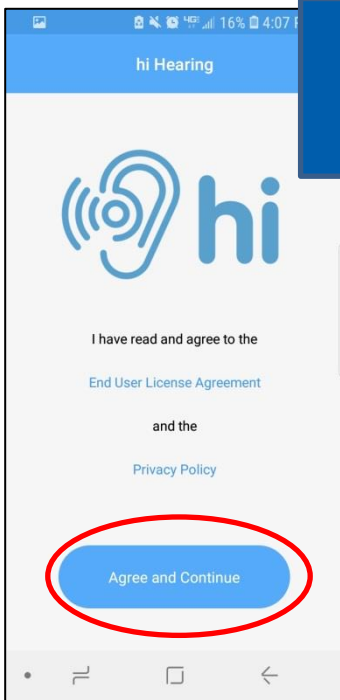 4G 16% 4:07 P
hi Hearing
hi
I have read and agree to the
End User License Agreement
and the
Privacy Policy
Agree and Continue